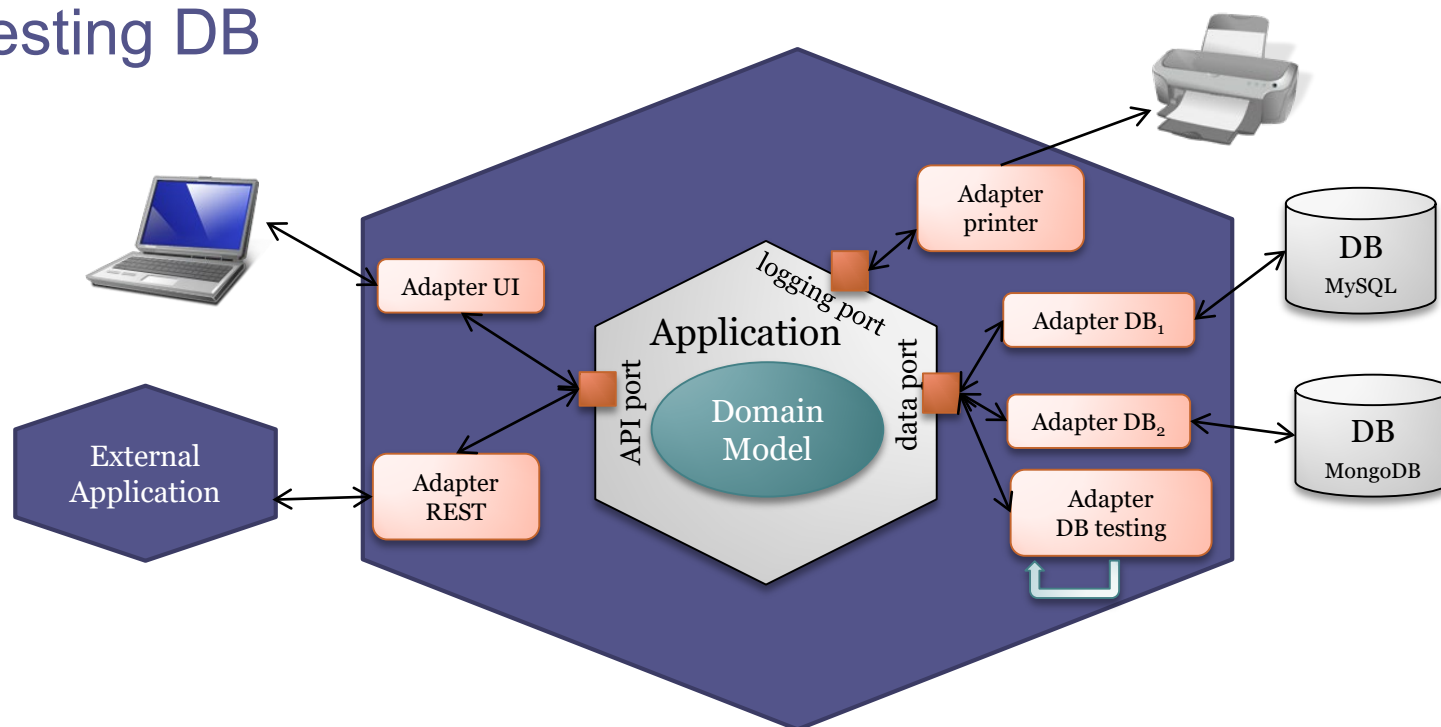 esting DB
Adapter
printer
DB
MySQL
logging port
Adapter UI
Adapter DB₁
Application
API port
data port
Domain
Model
Adapter DB₂
DB
MongoDB
External
Application
Adapter
REST
Adapter
DB testing